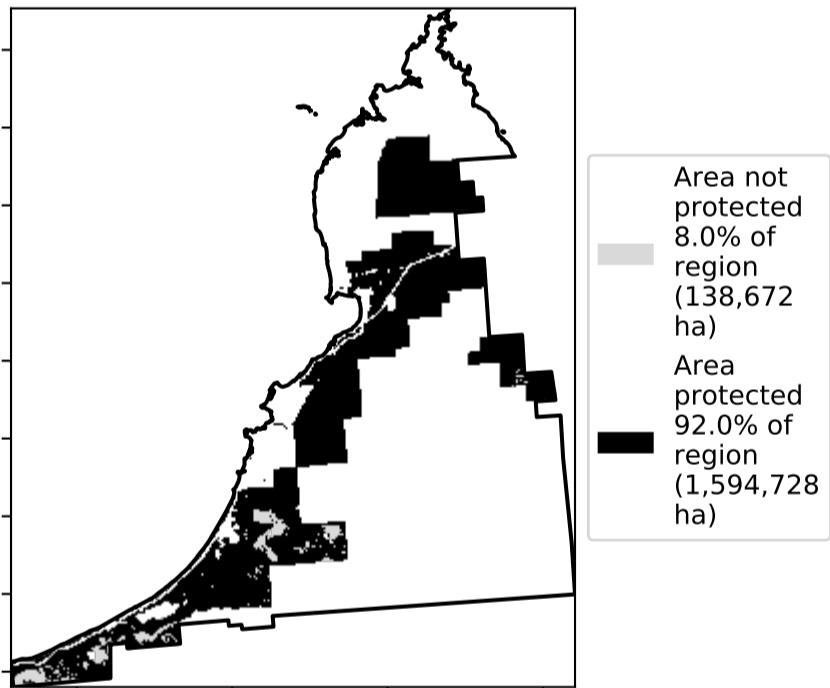 Area not
protected
8.0% of
region
(138,672
ha)
Area
protected
92.0% of
region
(1,594,728
ha)